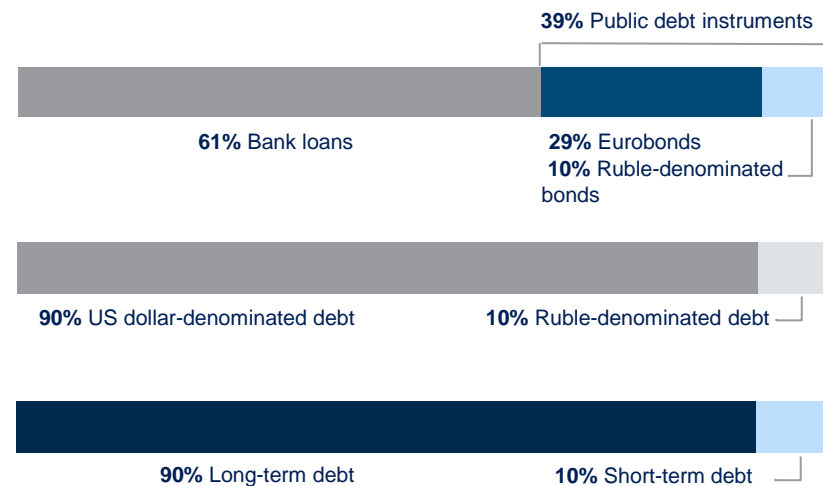 39% Public debt instruments
61% Bank loans
29% Eurobonds
10% Ruble-denominated
bonds
90% US dollar-denominated debt
10% Ruble-denominated debt
90% Long-term debt
10% Short-term debt